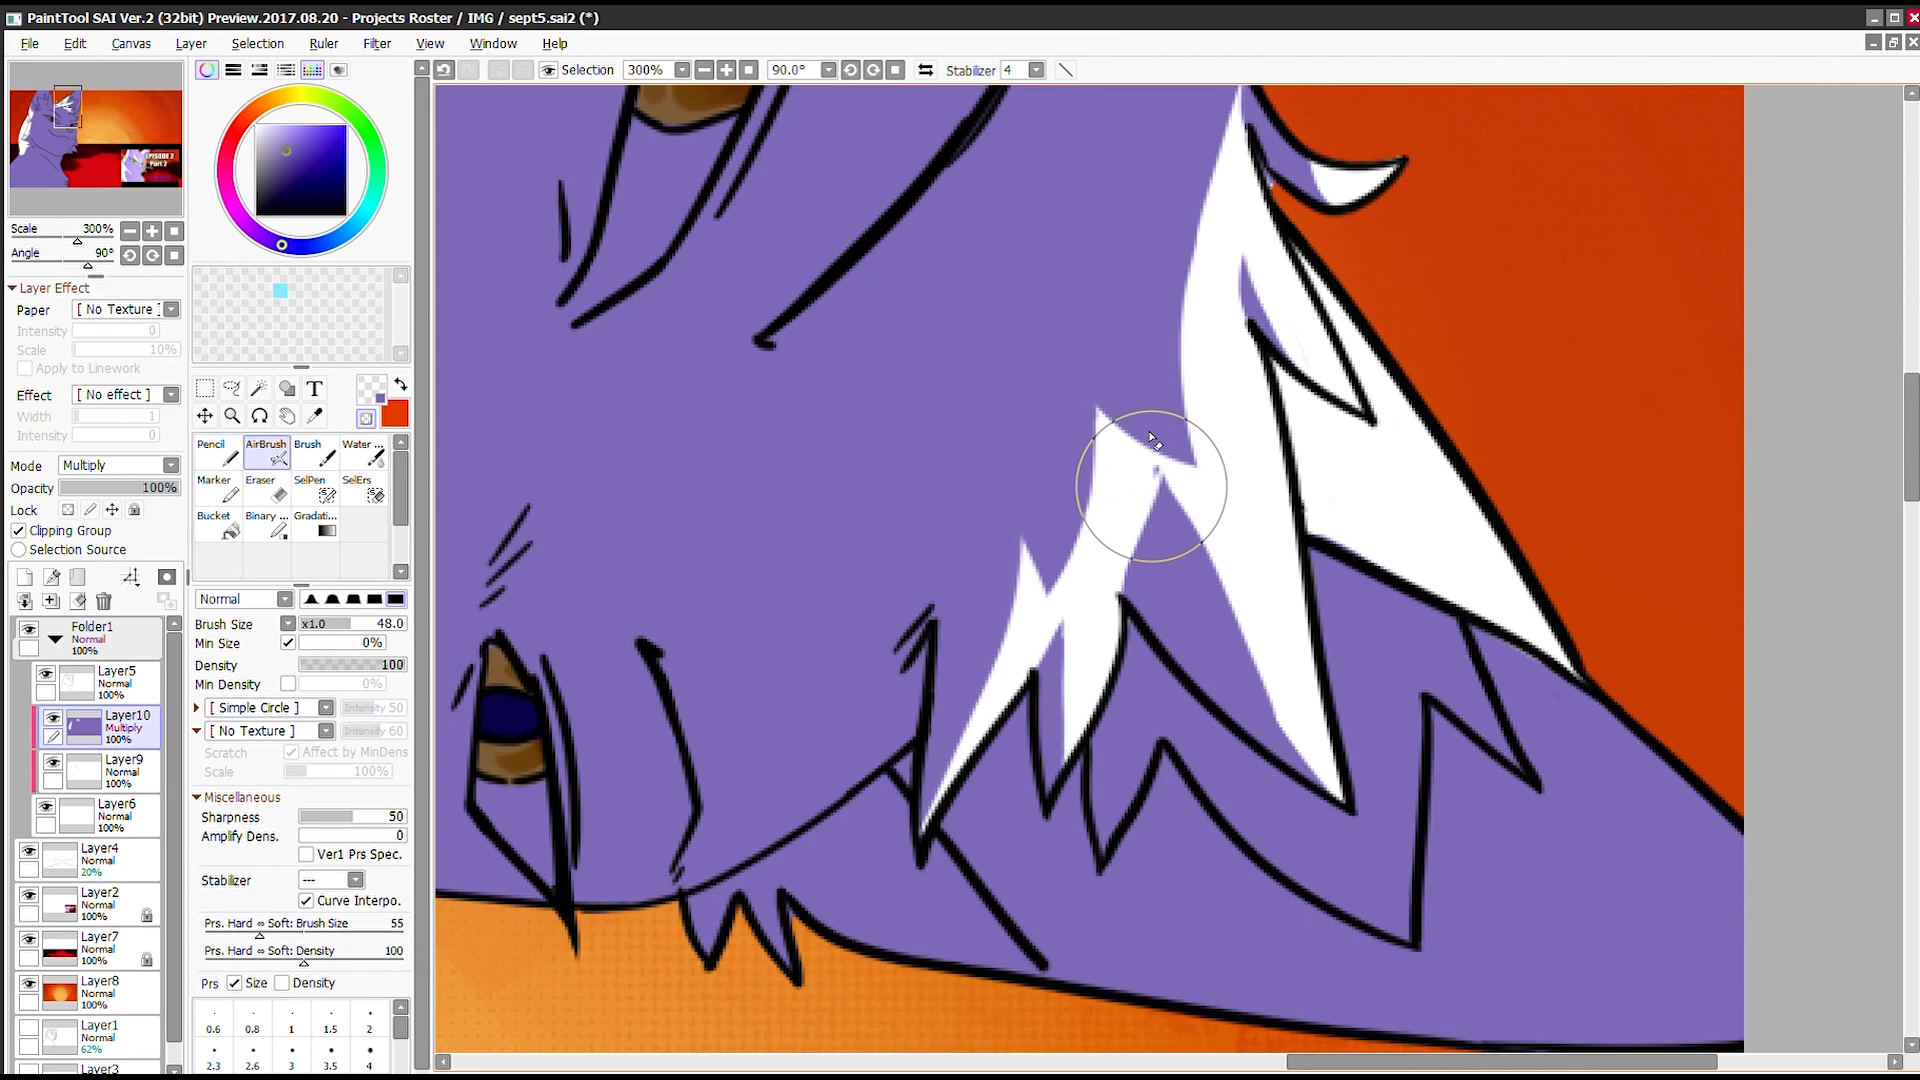 PaintTool SAI Ver.2 (32bit) Preview.2017.08.20 - Projects Roster / IMG / sept5.sai2 (*)
File Edit Canvas Layer Selection Ruler Filter View Window Help
Selection 300% 90.0° Stabilizer 4
EPISODE 2
Part 2
Scale 300%
Angle 90°
Layer Effect
Paper [ No Texture ]
Intensity 0
Scale 10%
Apply to Linework
Effect [ No effect ]
Width 1
Intensity 0
Mode Multiply
Opacity 100%
Lock
Clipping Group
Selection Source
Folder1
Normal
100%
Layer5
Normal
100%
Layer10
Multiply
100%
Layer9
Normal
100%
Layer6
Normal
100%
Layer4
Normal
20%
Layer2
Normal
100%
Layer7
Normal
100%
Layer8
Normal
100%
Layer1
Normal
62%
Layer3
T
Pencil AirBrush Brush Water ...
Marker Eraser SelPen SelErs
Bucket Binary ... Gradati...
Normal
Brush Size x1.0 48.0
Min Size 0%
Density 100
Min Density 0%
[ Simple Circle ] Intensity 50
[ No Texture ] Intensity 60
Scratch Affect by MinDens
Scale 100%
Miscellaneous
Sharpness 50
Amplify Dens. 0
Ver1 Prs Spec.
Stabilizer ---
Curve Interpo.
Prs. Hard ⇔ Soft: Brush Size 55
Prs. Hard ⇔ Soft: Density 100
Prs Size Density
0.6 0.8 1 1.5 2
2.3 2.6 3 3.5 4